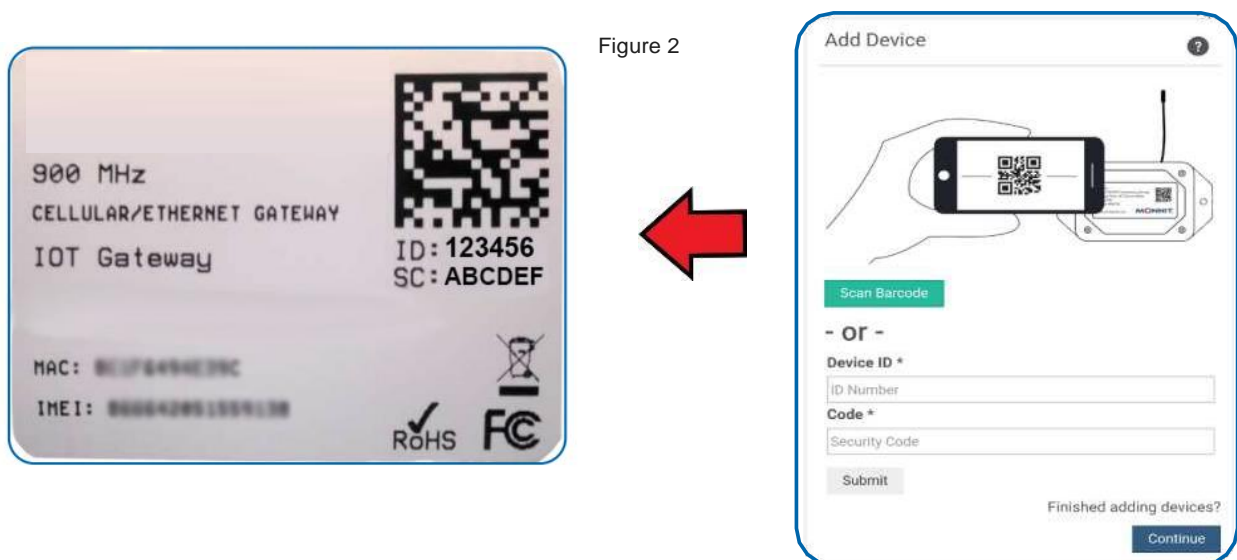 Figure 2
900 MHz
CELLULAR/ETHERNET GATEWAY
IOT Gateway
ID: 123456
SC: ABCDEF
MAC:
IMEI:
RoHS
FC
Add Device
?
MONNIT
Scan Barcode
- or -
Device ID *
ID Number
Code *
Security Code
Submit
Finished adding devices?
Continue